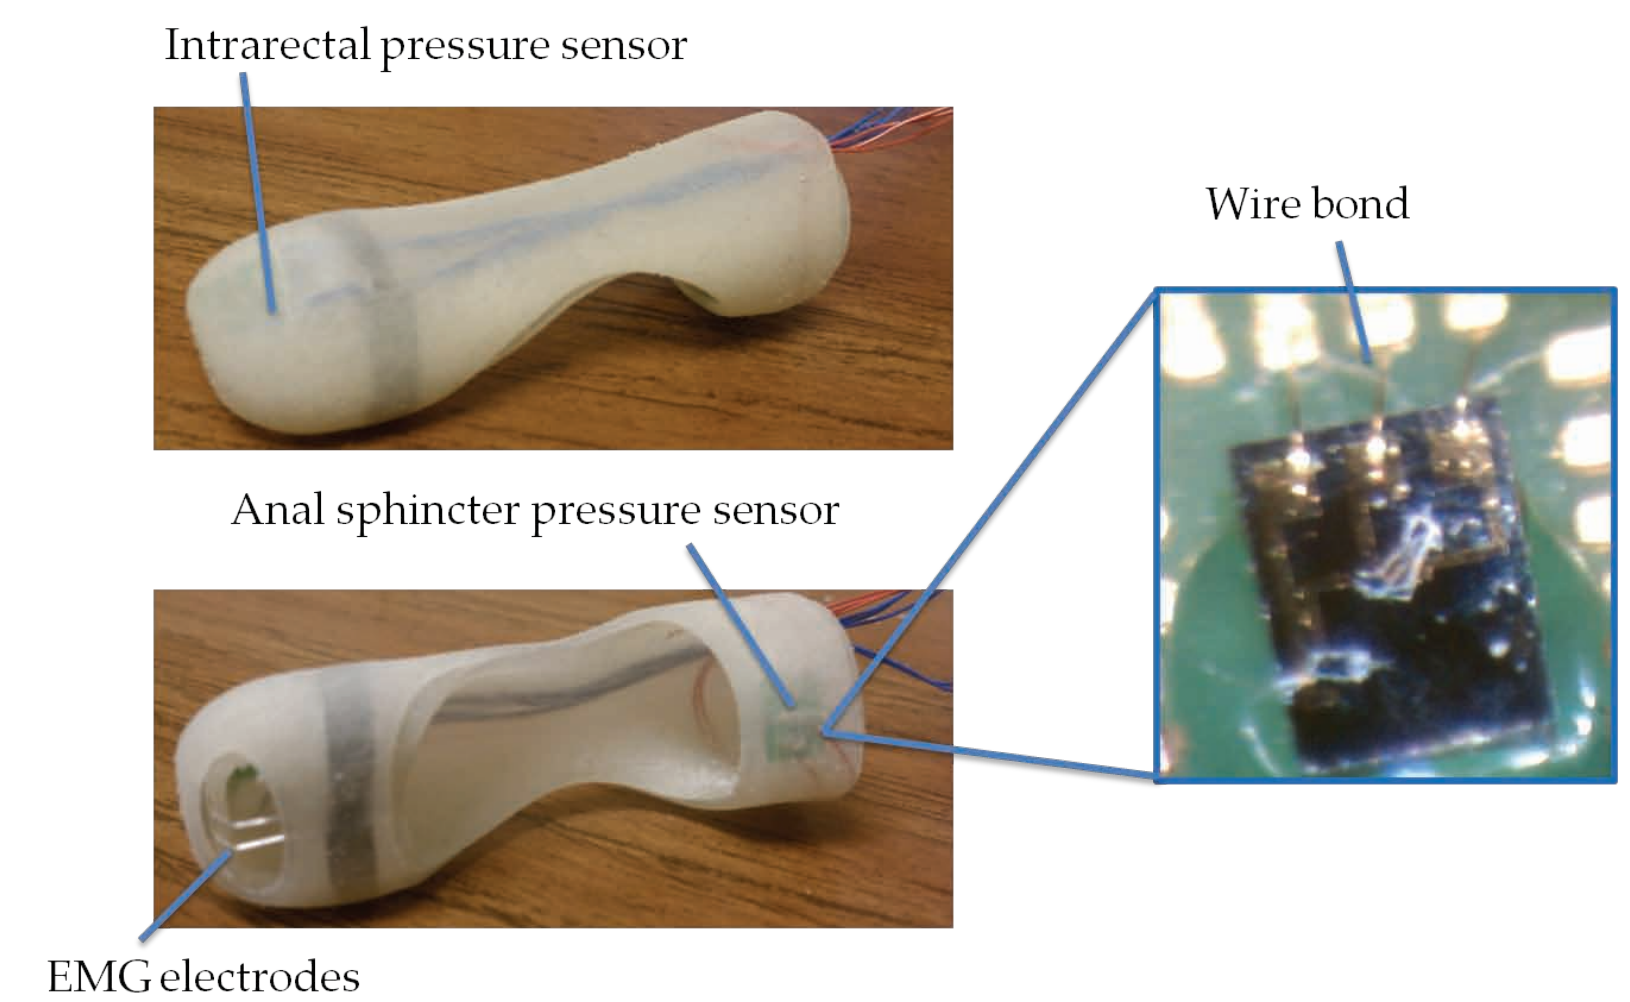 Intrarectal pressure sensor
Wire bond
Anal sphincter pressure sensor
EMG electrodes